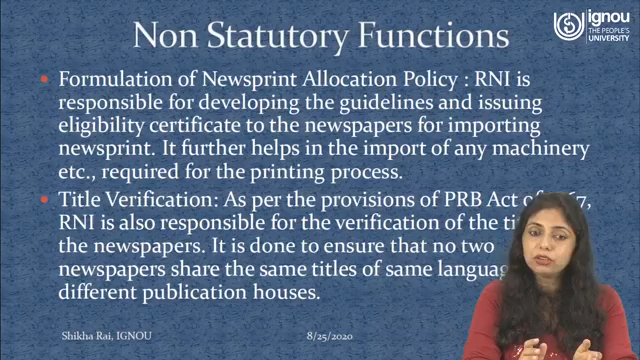 Non Statutory Functions
ignou
THE PEOPLE'S
UNIVERSITY
• Formulation of Newsprint Allocation Policy : RNI is
responsible for developing the guidelines and issuing
eligibility certificate to the newspapers for importing
newsprint. It further helps in the import of any machinery
etc., required for the printing process.
• Title Verification: As per the provisions of PRB Act of
RNI is also responsible for the verification of the
the newspapers. It is done to ensure that no two
newspapers share the same titles of same
different publication houses.
Shikha Rai, IGNOU 8/25/2020